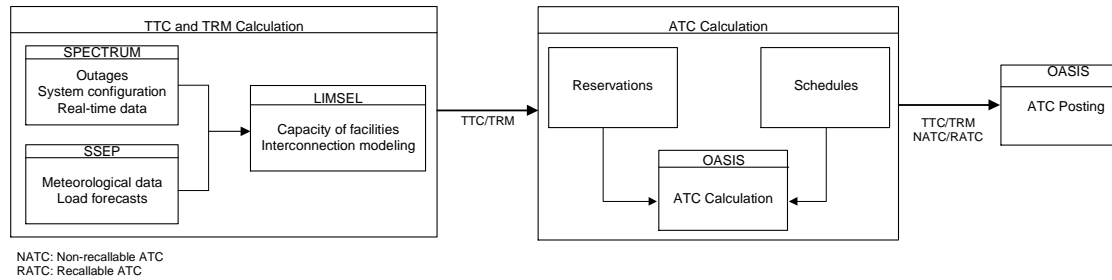 TTC and TRM Calculation
SPECTRUM
Outages
System configuration
Real-time data
SSEP
Meteorological data
Load forecasts
LIMSEL
Capacity of facilities
Interconnection modeling
TTC/TRM
ATC Calculation
Reservations
Schedules
OASIS
ATC Calculation
TTC/TRM
NATC/RATC
OASIS
ATC Posting
NATC: Non-recallable ATC
RATC: Recallable ATC